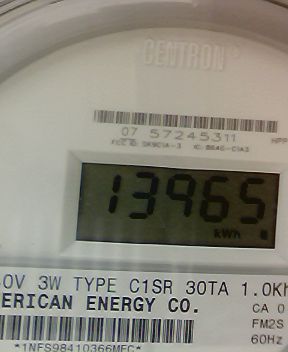 CENTRON
07 57245311
13965
kWh
0V 3W TYPE C1SR 30TA 1.0Kh
ERICAN ENERGY CO.
CA 0
FM2S
60Hz
*1NFS98410366MFC*